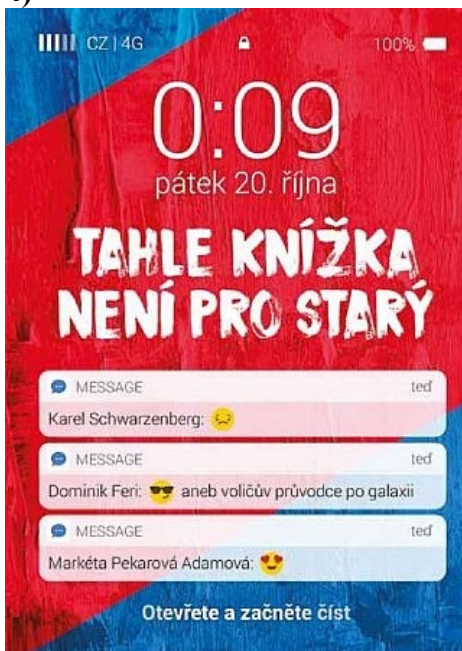 CZ | 4G 100%
0:09
pátek 20. října
TAHLE KNÍŽKA
NENÍ PRO STARÝ
MESSAGE teď
Karel Schwarzenberg: 😣
MESSAGE teď
Dominik Feri: 😎 aneb voličův průvodce po galaxii
MESSAGE teď
Markéta Pekarová Adamová: 😍
Otevřete a začněte číst